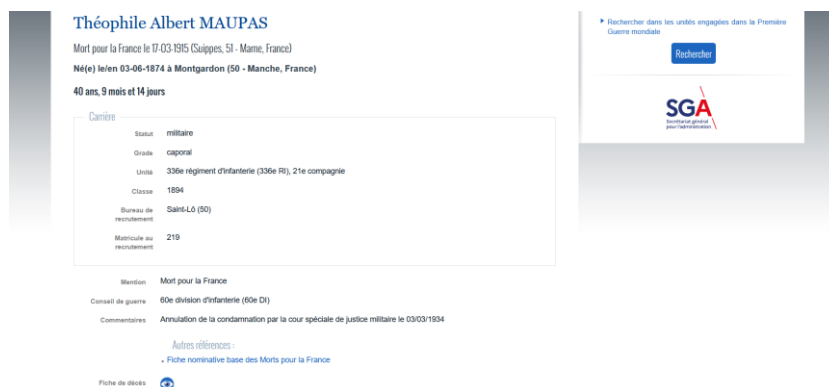 Théophile Albert MAUPAS
Mort pour la France le 17-03-1915 (Suippes, 51 - Marne, France)
Né(e) le/en 03-06-1874 à Montgardon (50 - Manche, France)
40 ans, 9 mois et 14 jours
Carrière
Statut militaire
Grade caporal
Unité 336e régiment d'infanterie (336e RI), 21e compagnie
Classe 1894
Bureau de recrutement Saint-Lô (50)
Matricule au recrutement 219
Mention Mort pour la France
Conseil de guerre 60e division d'infanterie (60e DI)
Commentaires Annulation de la condamnation par la cour spéciale de justice militaire le 03/03/1934
Autres références :
Fiche nominative base des Morts pour la France
Fiche de décès
Rechercher dans les unités engagées dans la Première
Guerre mondiale
Rechercher
SGA
Secrétariat général
pour l'administration